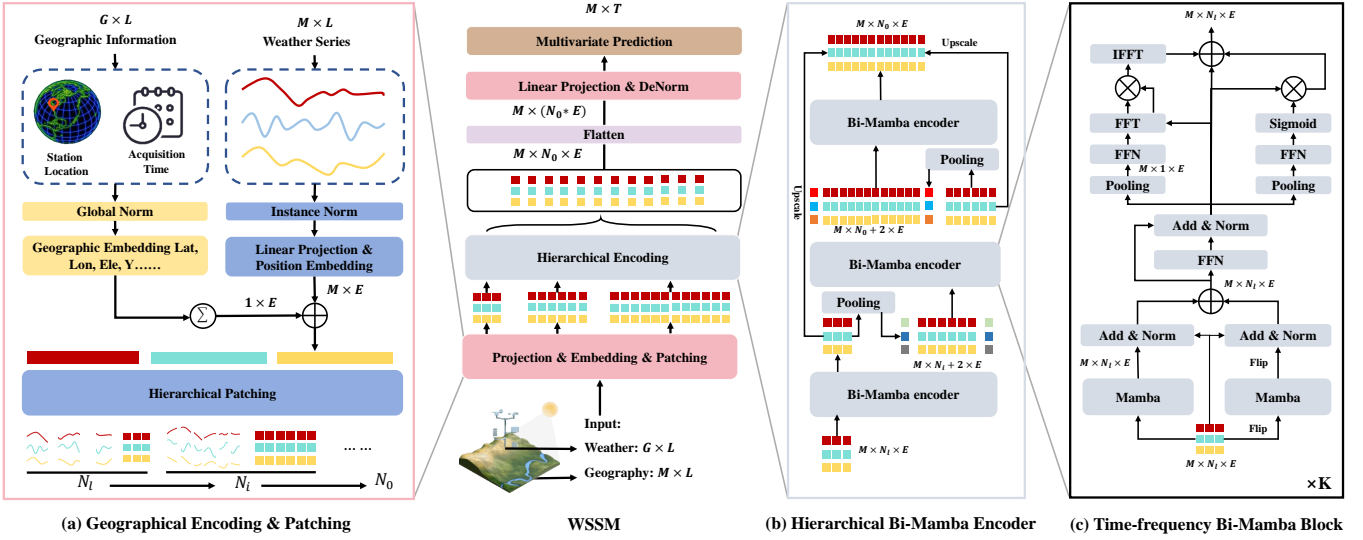 G × L
Geographic Information
M × L
Weather Series
Station
Location
Acquisition
Time
Global Norm
Instance Norm
Geographic Embedding Lat,
Lon, Ele, Y……
Linear Projection &
Position Embedding
M × E
∑
1 × E
Hierarchical Patching
... ...
N_l
N_i
N_0
(a) Geographical Encoding & Patching
M × T
Multivariate Prediction
Linear Projection & DeNorm
M × (N_0 * E)
Flatten
M × N_0 × E
Hierarchical Encoding
Projection & Embedding & Patching
Input:
Weather: G × L
Geography: M × L
WSSM
M × N_0 × E
Upscale
Bi-Mamba encoder
Pooling
Upscale
M × N_0 + 2 × E
Bi-Mamba encoder
Pooling
M × N_i + 2 × E
Bi-Mamba encoder
M × N_l × E
(b) Hierarchical Bi-Mamba Encoder
M × N_l × E
IFFT
FFT
Sigmoid
FFN
FFN
M × 1 × E
Pooling
Pooling
Add & Norm
FFN
M × N_l × E
Add & Norm
Add & Norm
M × N_l × E
Flip
Mamba
Mamba
Flip
M × N_l × E
×K
(c) Time-frequency Bi-Mamba Block